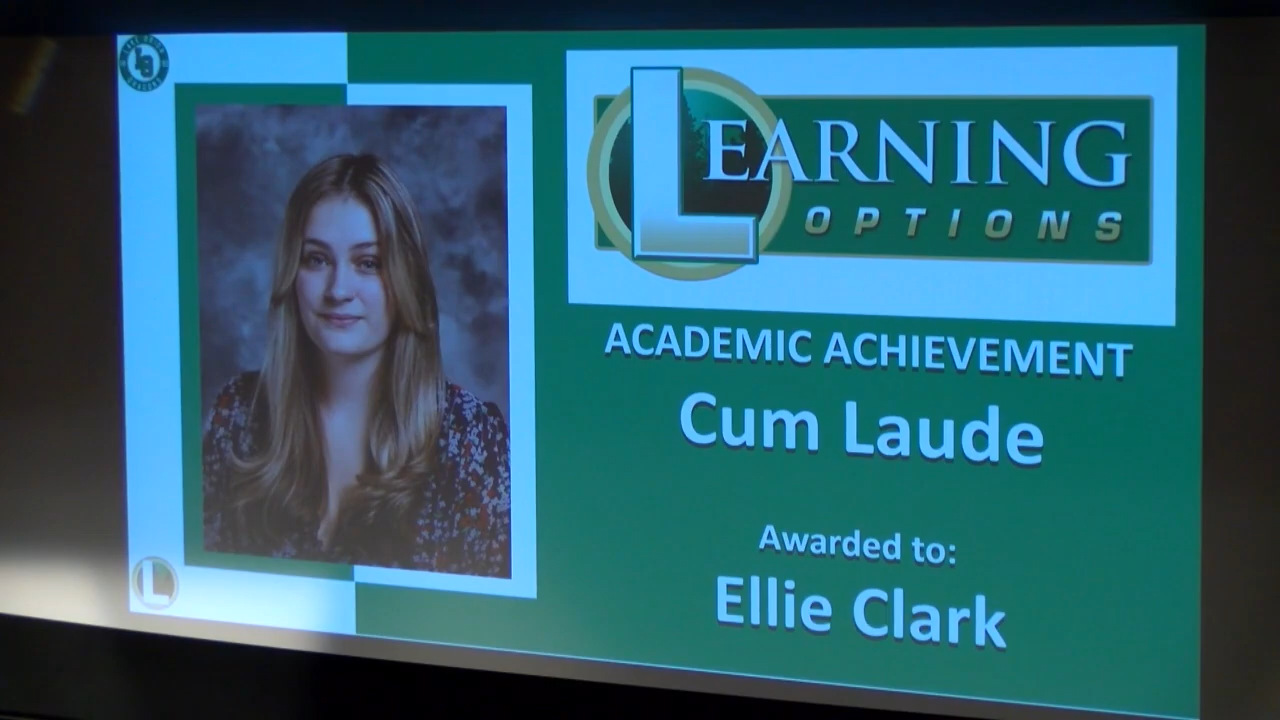 LEARNING
OPTIONS
ACADEMIC ACHIEVEMENT
Cum Laude
Awarded to:
Ellie Clark
L